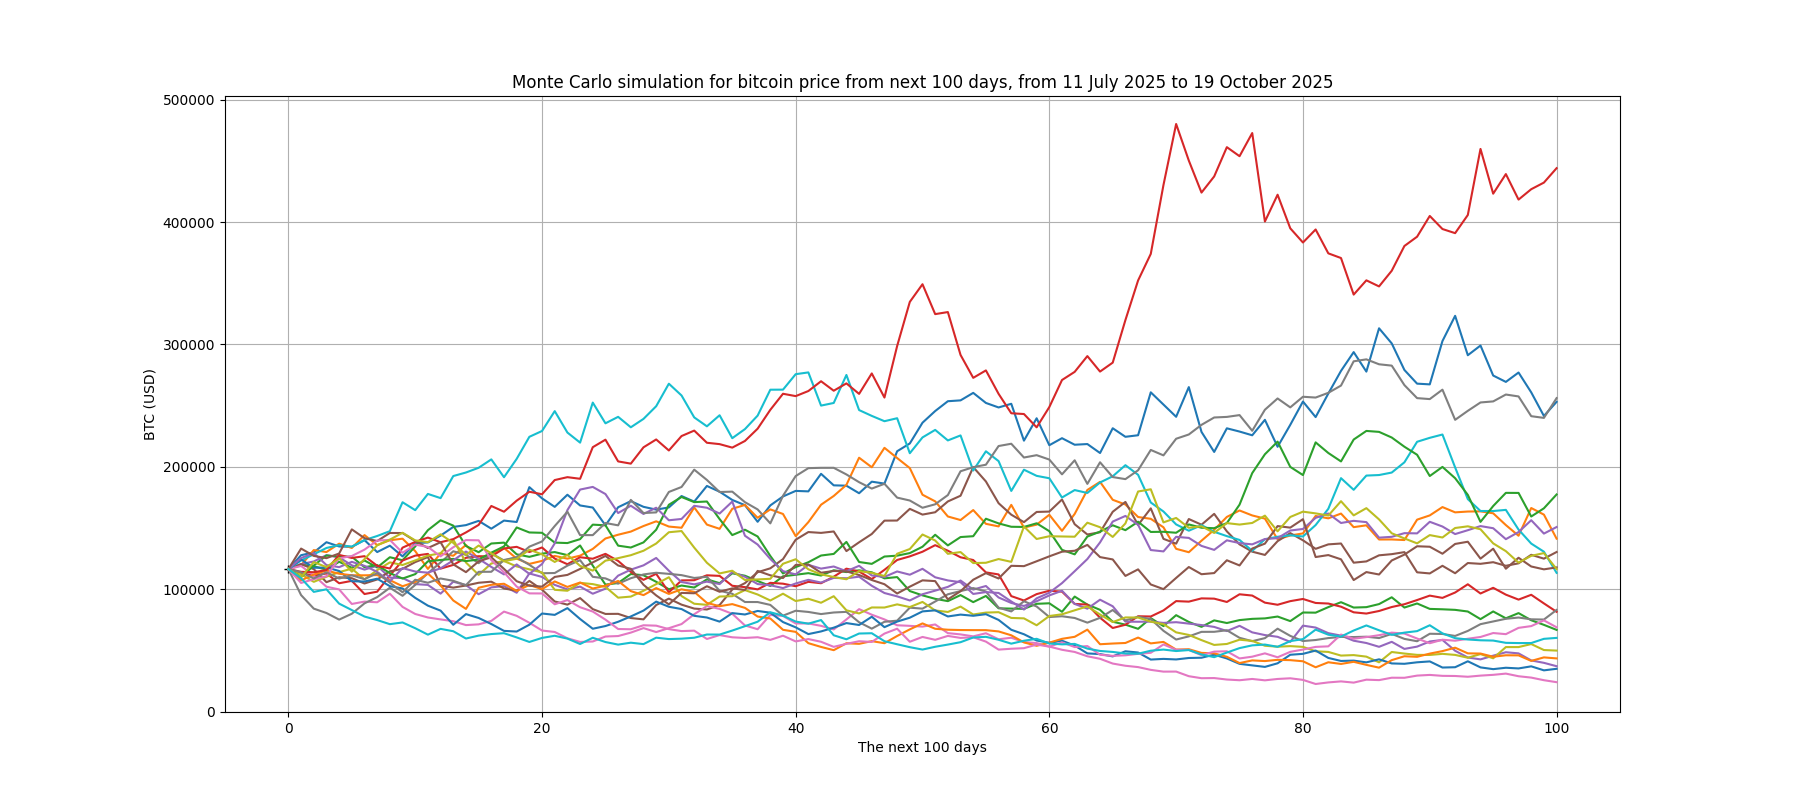 Monte Carlo simulation for bitcoin price from next 100 days, from 11 July 2025 to 19 October 2025
500000
400000
300000
200000
100000
0
BTC (USD)
0 20 40 60 80 100
The next 100 days